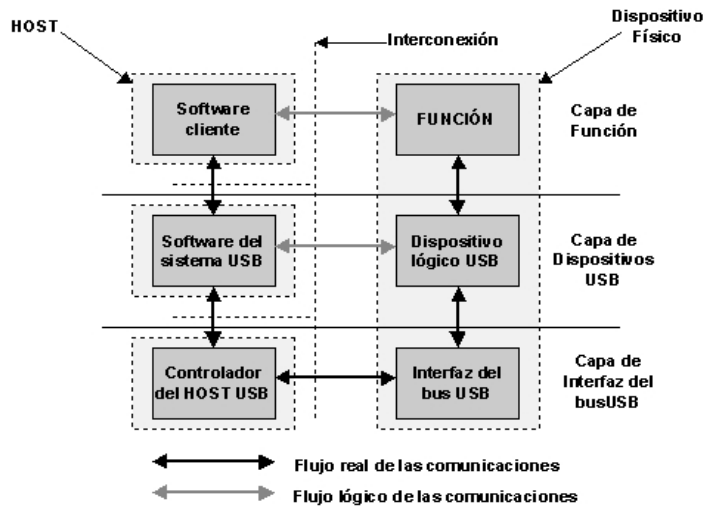 HOST
Interconexión
Dispositivo
Físico
Software
cliente
FUNCIÓN
Capa de
Función
Software del
sistema USB
Dispositivo
lógico USB
Capa de
Dispositivos
USB
Controlador
del HOST USB
Interfaz del
bus USB
Capa de
Interfaz del
busUSB
Flujo real de las comunicaciones
Flujo lógico de las comunicaciones